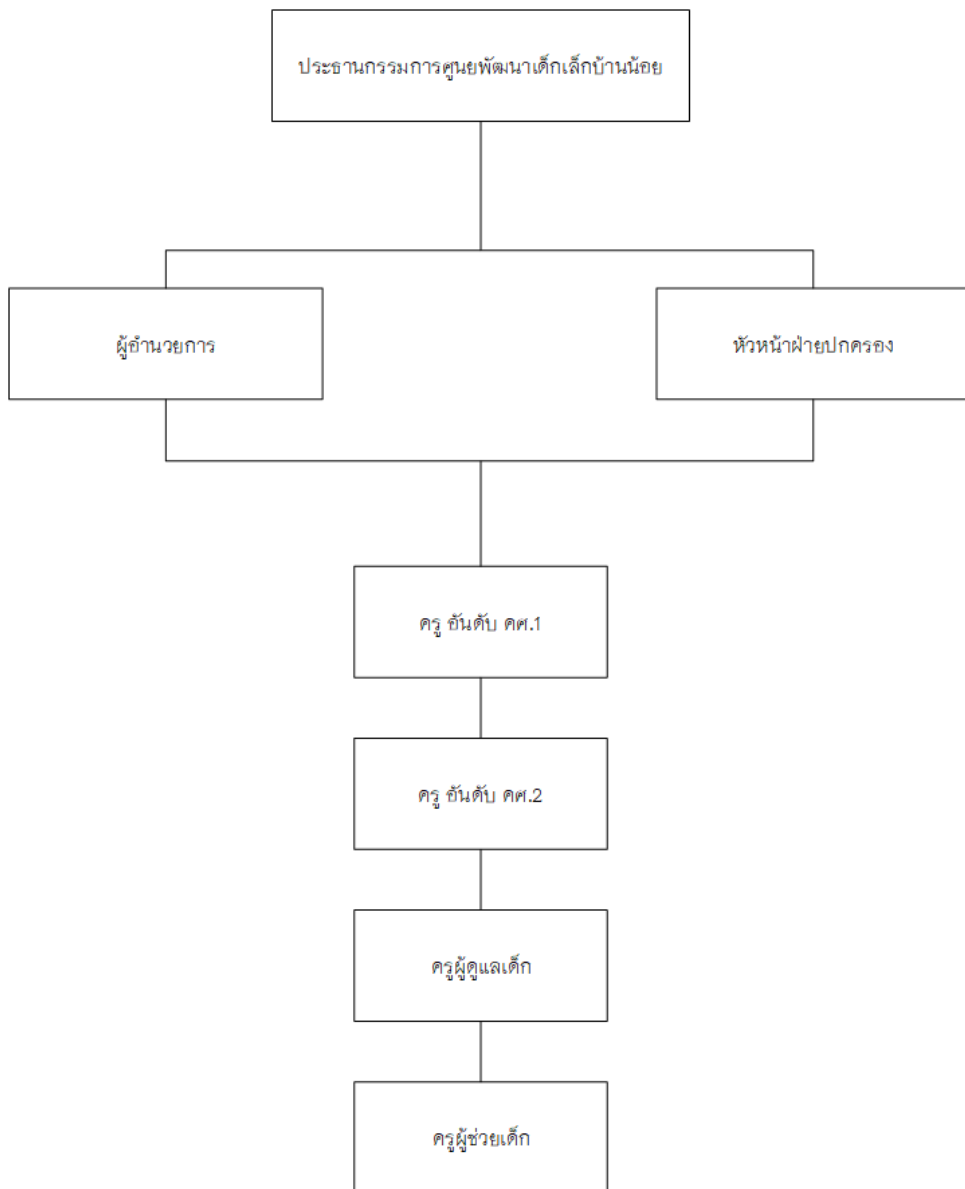 ประธานกรรมการศูนยพัฒนาเด็กเล็กบ้านน้อย
ผู้อำนวยการ
หัวหน้าฝ่ายปกครอง
ครู อันดับ คศ.1
ครู อันดับ คศ.2
ครูผู้ดูแลเด็ก
ครูผู้ช่วยเด็ก